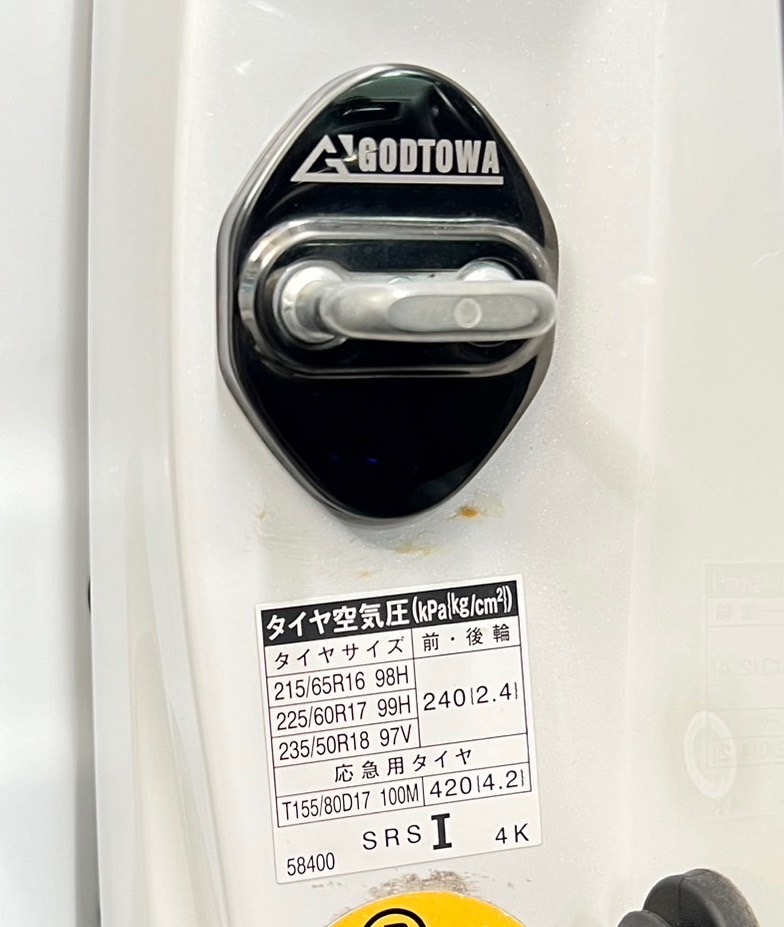 GODTOWA
タイヤ空気圧(kPa{kg/cm²})
タイヤサイズ 前・後輪
215/65R16 98H
225/60R17 99H 240{2.4}
235/50R18 97V
応急用タイヤ
T155/80D17 100M 420{4.2}
SRS I 4K
58400